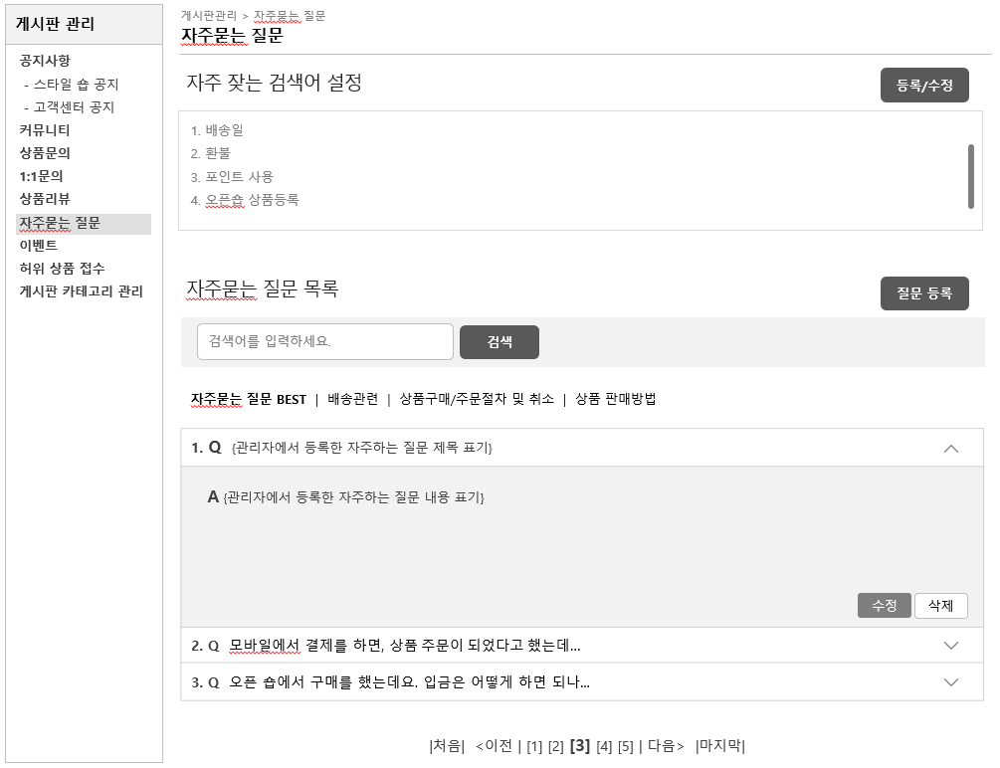 게시판 관리
공지사항
- 스타일 숍 공지
- 고객센터 공지
커뮤니티
상품문의
1:1문의
상품리뷰
자주묻는 질문
이벤트
허위 상품 접수
게시판 카테고리 관리
게시판관리 > 자주묻는 질문
자주묻는 질문
자주 찾는 검색어 설정
등록/수정
1. 배송일
2. 환불
3. 포인트 사용
4. 오픈숍 상품등록
자주묻는 질문 목록
질문 등록
검색어를 입력하세요.
검색
자주묻는 질문 BEST | 배송관련 | 상품구매/주문절차 및 취소 | 상품 판매방법
1. Q {관리자에서 등록한 자주하는 질문 제목 표기}
A {관리자에서 등록한 자주하는 질문 내용 표기}
수정 삭제
2. Q 모바일에서 결제를 하면, 상품 주문이 되었다고 했는데...
3. Q 오픈 숍에서 구매를 했는데요. 입금은 어떻게 하면 되나...
|처음| <이전 | [1] [2] [3] [4] [5] | 다음> |마지막|